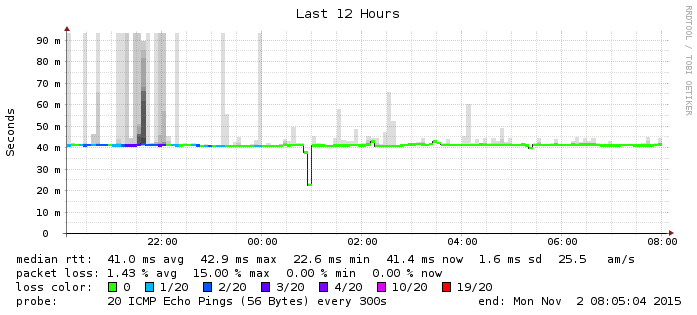 Last 12 Hours
RRDTOOL / TOBI OETIKER
Seconds
90 m
80 m
70 m
60 m
50 m
40 m
30 m
20 m
10 m
0
22:00 00:00 02:00 04:00 06:00 08:00
median rtt: 41.0 ms avg 42.9 ms max 22.6 ms min 41.4 ms now 1.6 ms sd 25.5 am/s
packet loss: 1.43 % avg 15.00 % max 0.00 % min 0.00 % now
loss color: 0 1/20 2/20 3/20 4/20 10/20 19/20
probe: 20 ICMP Echo Pings (56 Bytes) every 300s end: Mon Nov 2 08:05:04 2015